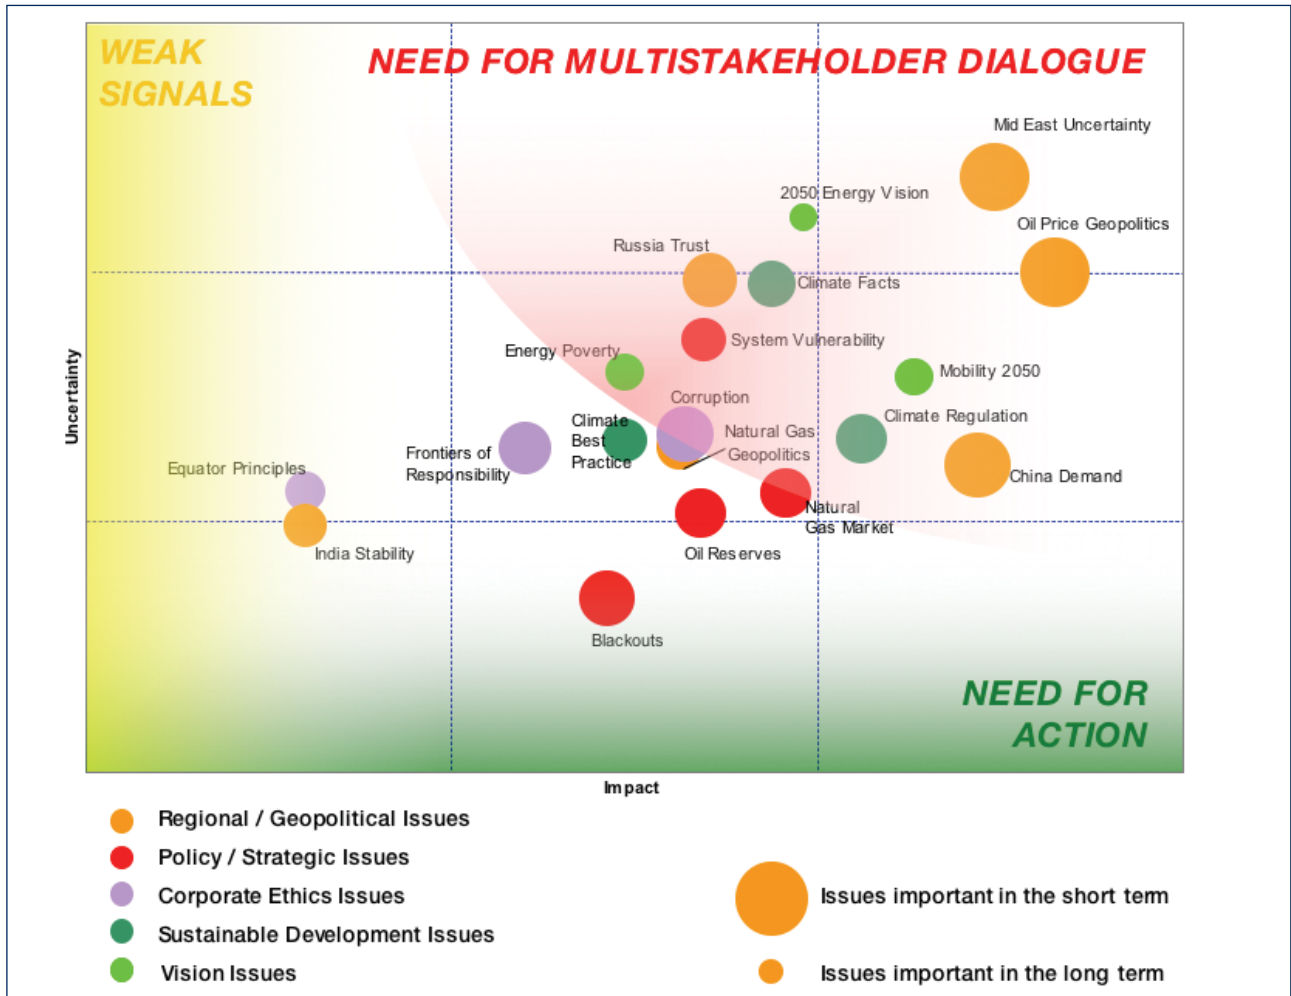 WEAK
SIGNALS
NEED FOR MULTISTAKEHOLDER DIALOGUE
Mid East Uncertainty
2050 Energy Vision
Oil Price Geopolitics
Russia Trust
Climate Facts
System Vulnerability
Energy Poverty
Mobility 2050
Corruption
Climate Regulation
Climate
Best
Practice
Natural Gas
Geopolitics
Frontiers of
Responsibility
Equator Principles
China Demand
Natural
Gas Market
India Stability
Oil Reserves
Blackouts
NEED FOR
ACTION
Uncertainty
Impact
Regional / Geopolitical Issues
Policy / Strategic Issues
Corporate Ethics Issues
Sustainable Development Issues
Vision Issues
Issues important in the short term
Issues important in the long term